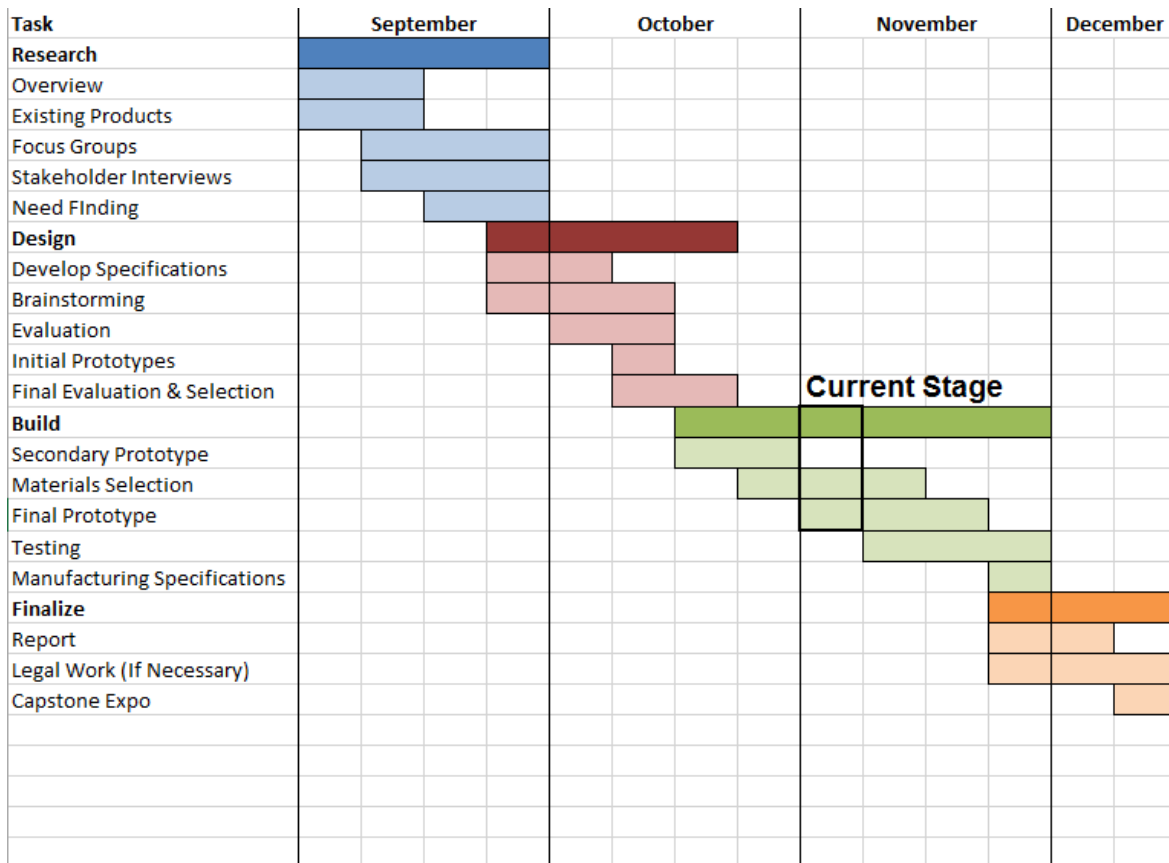 Task September October November December
Research
Overview
Existing Products
Focus Groups
Stakeholder Interviews
Need FInding
Design
Develop Specifications
Brainstorming
Evaluation
Initial Prototypes
Final Evaluation & Selection Current Stage
Build
Secondary Prototype
Materials Selection
Final Prototype
Testing
Manufacturing Specifications
Finalize
Report
Legal Work (If Necessary)
Capstone Expo